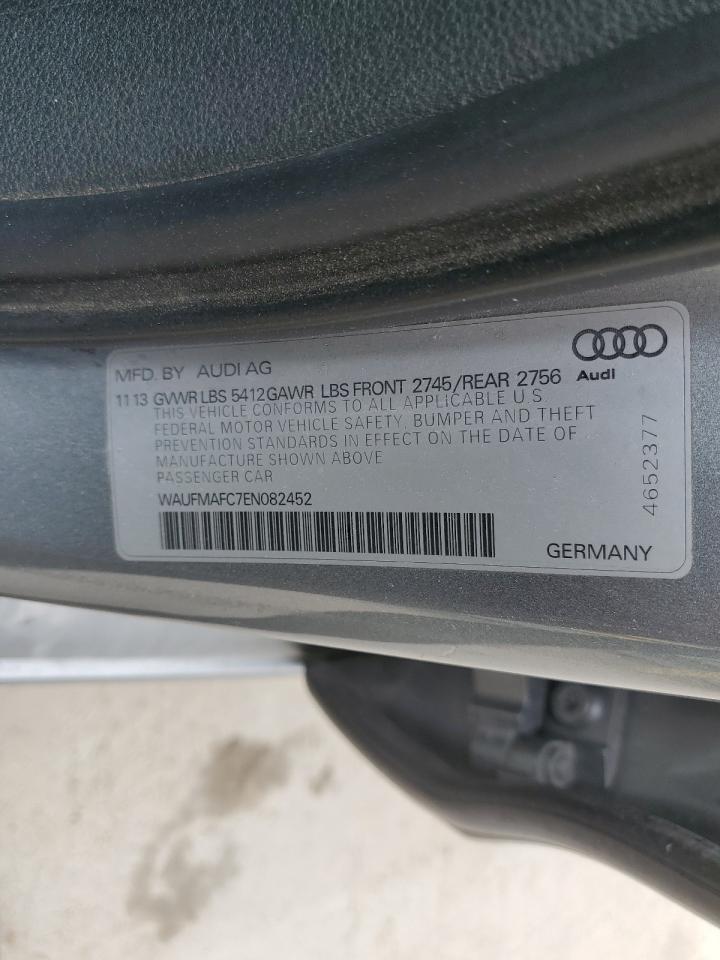 MFD. BY AUDI AG
11 13 GVWR LBS 5412 GAWR LBS FRONT 2745/REAR 2756
Audi
THIS VEHICLE CONFORMS TO ALL APPLICABLE U.S
FEDERAL MOTOR VEHICLE SAFETY, BUMPER AND THEFT
PREVENTION STANDARDS IN EFFECT ON THE DATE OF
MANUFACTURE SHOWN ABOVE
PASSENGER CAR
WAUFMAFC7EN082452
4652377
GERMANY